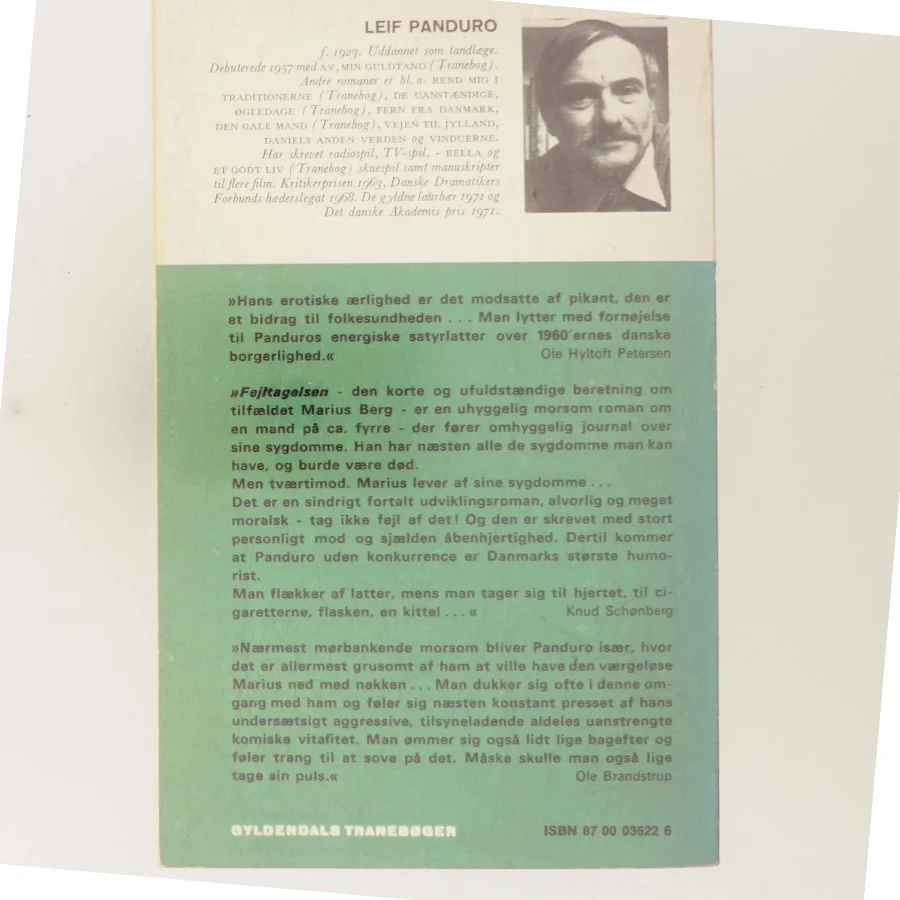 LEIF PANDURO
f. 1923. Uddannet som tandlæge.
Debuterede 1957 med AV, MIN GULDTAND (Tranebog).
Andre romaner er bl. a. REND MIG I
TRADITIONERNE (Tranebog), DE UANSTÆNDIGE,
ØGLEDAGE (Tranebog), FERN FRA DANMARK,
DEN GALE MAND (Tranebog), VEJEN TIL JYLLAND,
DANIELS ANDEN VERDEN og VINDUERNE.
Har skrevet radiospil, TV-spil, - BELLA og
ET GODT LIV (Tranebog) skuespil samt manuskripter
til flere film. Kritikerprisen 1963, Danske Dramatikers
Forbunds hæderslegat 1968. De gyldne laurbær 1971 og
Det danske Akademis pris 1971.
»Hans erotiske ærlighed er det modsatte af pikant, den er
et bidrag til folkesundheden . . . Man lytter med fornøjelse
til Panduros energiske satyrlatter over 1960'ernes danske
borgerlighed.« Ole Hyltoft Petersen
»Fejltagelsen - den korte og ufuldstændige beretning om
tilfældet Marius Berg - er en uhyggelig morsom roman om
en mand på ca. fyrre - der fører omhyggelig journal over
sine sygdomme. Han har næsten alle de sygdomme man kan
have, og burde være død.
Men tværtimod. Marius lever af sine sygdomme . . .
Det er en sindrigt fortalt udviklingsroman, alvorlig og meget
moralsk - tag ikke fejl af det! Og den er skrevet med stort
personligt mod og sjælden åbenhjertighed. Dertil kommer
at Panduro uden konkurrence er Danmarks største humo-
rist.
Man flækker af latter, mens man tager sig til hjertet, til ci-
garetterne, flasken, en kittel . . . « Knud Schønberg
»Nærmest mørbankende morsom bliver Panduro især, hvor
det er allermest grusomt af ham at ville have den værgeløse
Marius ned med nakken . . . Man dukker sig ofte i denne om-
gang med ham og føler sig næsten konstant presset af hans
undersætsigt aggressive, tilsyneladende aldeles uanstrengte
komiske vitalitet. Man ømmer sig også lidt lige bagefter og
føler trang til at sove på det. Måske skulle man også lige
tage sin puls.« Ole Brandstrup
GYLDENDALS TRANEBØGER ISBN 87 00 03622 6